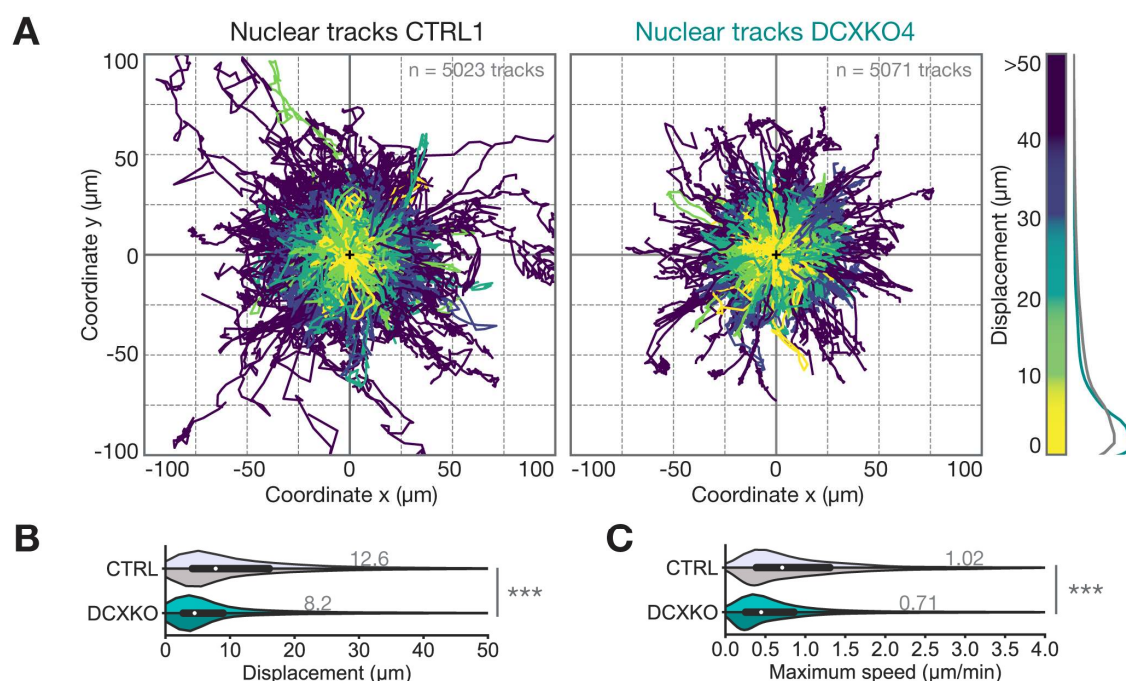 A
Nuclear tracks CTRL1
Nuclear tracks DCXKO4
n = 5023 tracks
n = 5071 tracks
Coordinate y (μm)
100
50
0
-50
-100
-100
-50
0
50
100
Coordinate x (μm)
-100
-50
0
50
100
Coordinate x (μm)
Displacement (μm)
>50
40
30
20
10
0
B
CTRL
12.6
DCXKO
8.2
***
0
10
20
30
40
50
Displacement (μm)
C
CTRL
1.02
DCXKO
0.71
***
0.0
0.5
1.0
1.5
2.0
2.5
3.0
3.5
4.0
Maximum speed (μm/min)